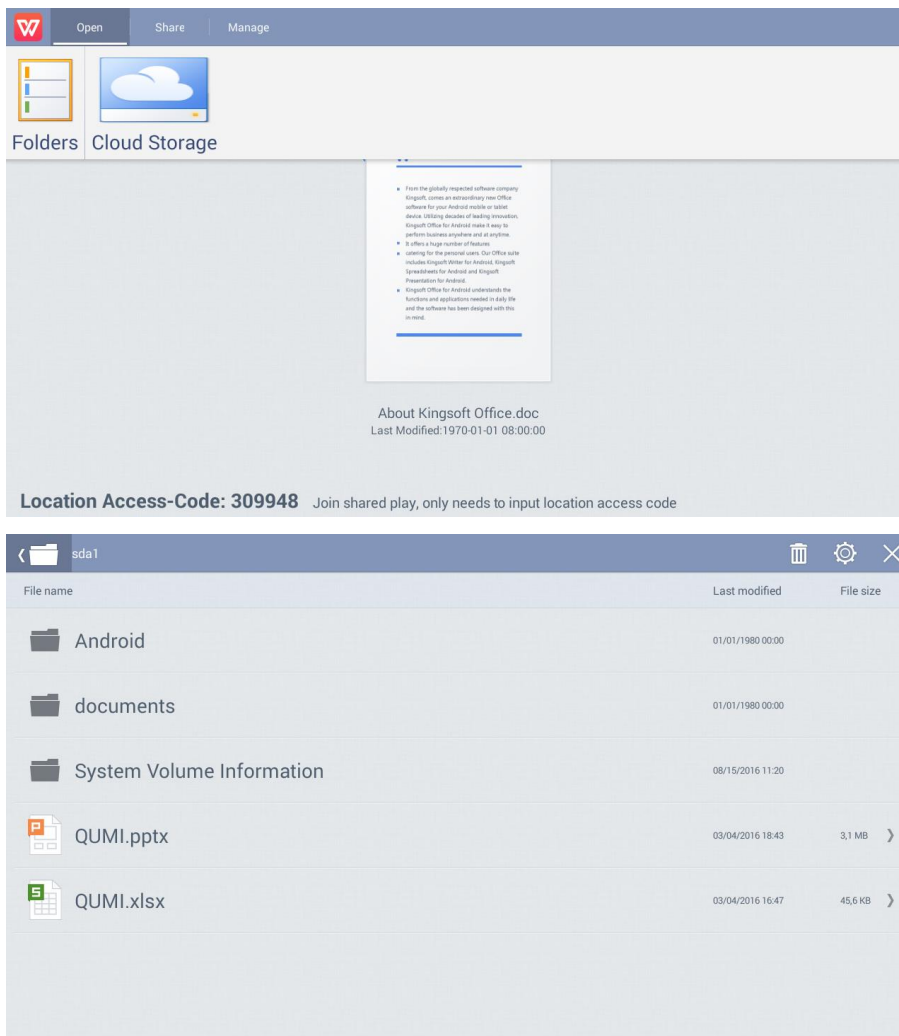 Open Share Manage
Folders Cloud Storage
From the globally respected software company
Kingsoft, comes an extraordinary new Office
software for your Android mobile or tablet
device. Utilizing decades of leading innovation,
Kingsoft Office for Android make it easy to
perform business anywhere and at anytime.
It offers a huge number of features
catering for the personal users. Our Office suite
includes Kingsoft Writer for Android, Kingsoft
Spreadsheets for Android and Kingsoft
Presentation for Android.
Kingsoft Office for Android understands the
functions and applications needed in daily life
and the software has been designed with this
in mind.
About Kingsoft Office.doc
Last Modified:1970-01-01 08:00:00
Location Access-Code: 309948 Join shared play, only needs to input location access code
sda1
File name Last modified File size
Android 01/01/1980 00:00
documents 01/01/1980 00:00
System Volume Information 08/15/2016 11:20
P
QUMI.pptx 03/04/2016 18:43 3,1 MB
S
QUMI.xlsx 03/04/2016 16:47 45,6 KB